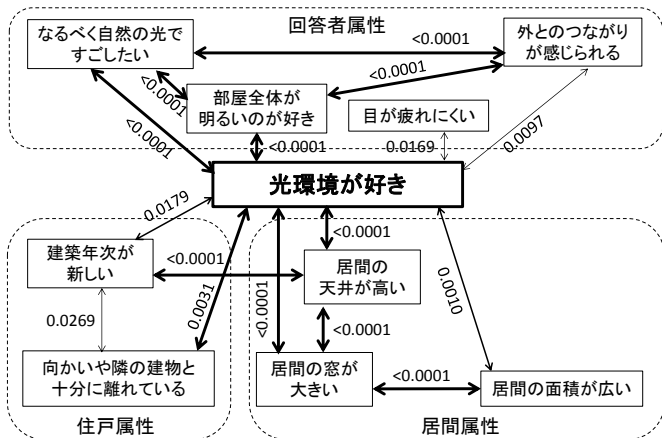 回答者属性
なるべく自然の光で
すごしたい
<0.0001
外とのつながり
が感じられる
<0.0001
<0.0001
部屋全体が
明るいのが好き
目が疲れにくい
<0.0001
<0.0001
0.0169
0.0097
光環境が好き
0.0179
<0.0001
建築年次が
新しい
<0.0001
居間の
天井が高い
0.0031
<0.0001
0.0010
0.0269
<0.0001
向かいや隣の建物と
十分に離れている
居間の窓が
大きい
<0.0001
居間の面積が広い
住戸属性
居間属性